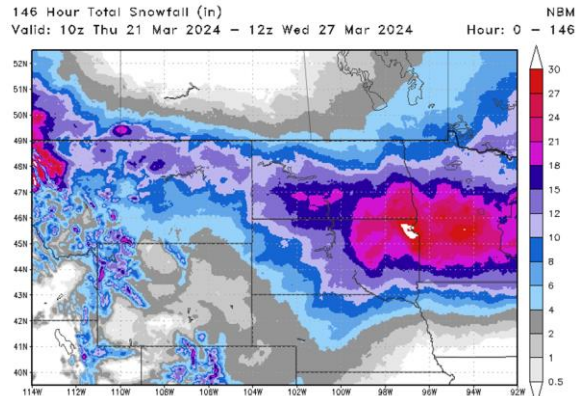 146 Hour Total Snowfall (in) NBM
Valid: 10z Thu 21 Mar 2024 – 12z Wed 27 Mar 2024 Hour: 0 – 146
52N
51N
50N
49N
48N
47N
46N
45N
44N
43N
42N
41N
40N
114W 112W 110W 108W 106W 104W 102W 100W 98W 96W 94W 92W
30
27
24
21
18
15
12
10
8
6
4
2
1
0.5